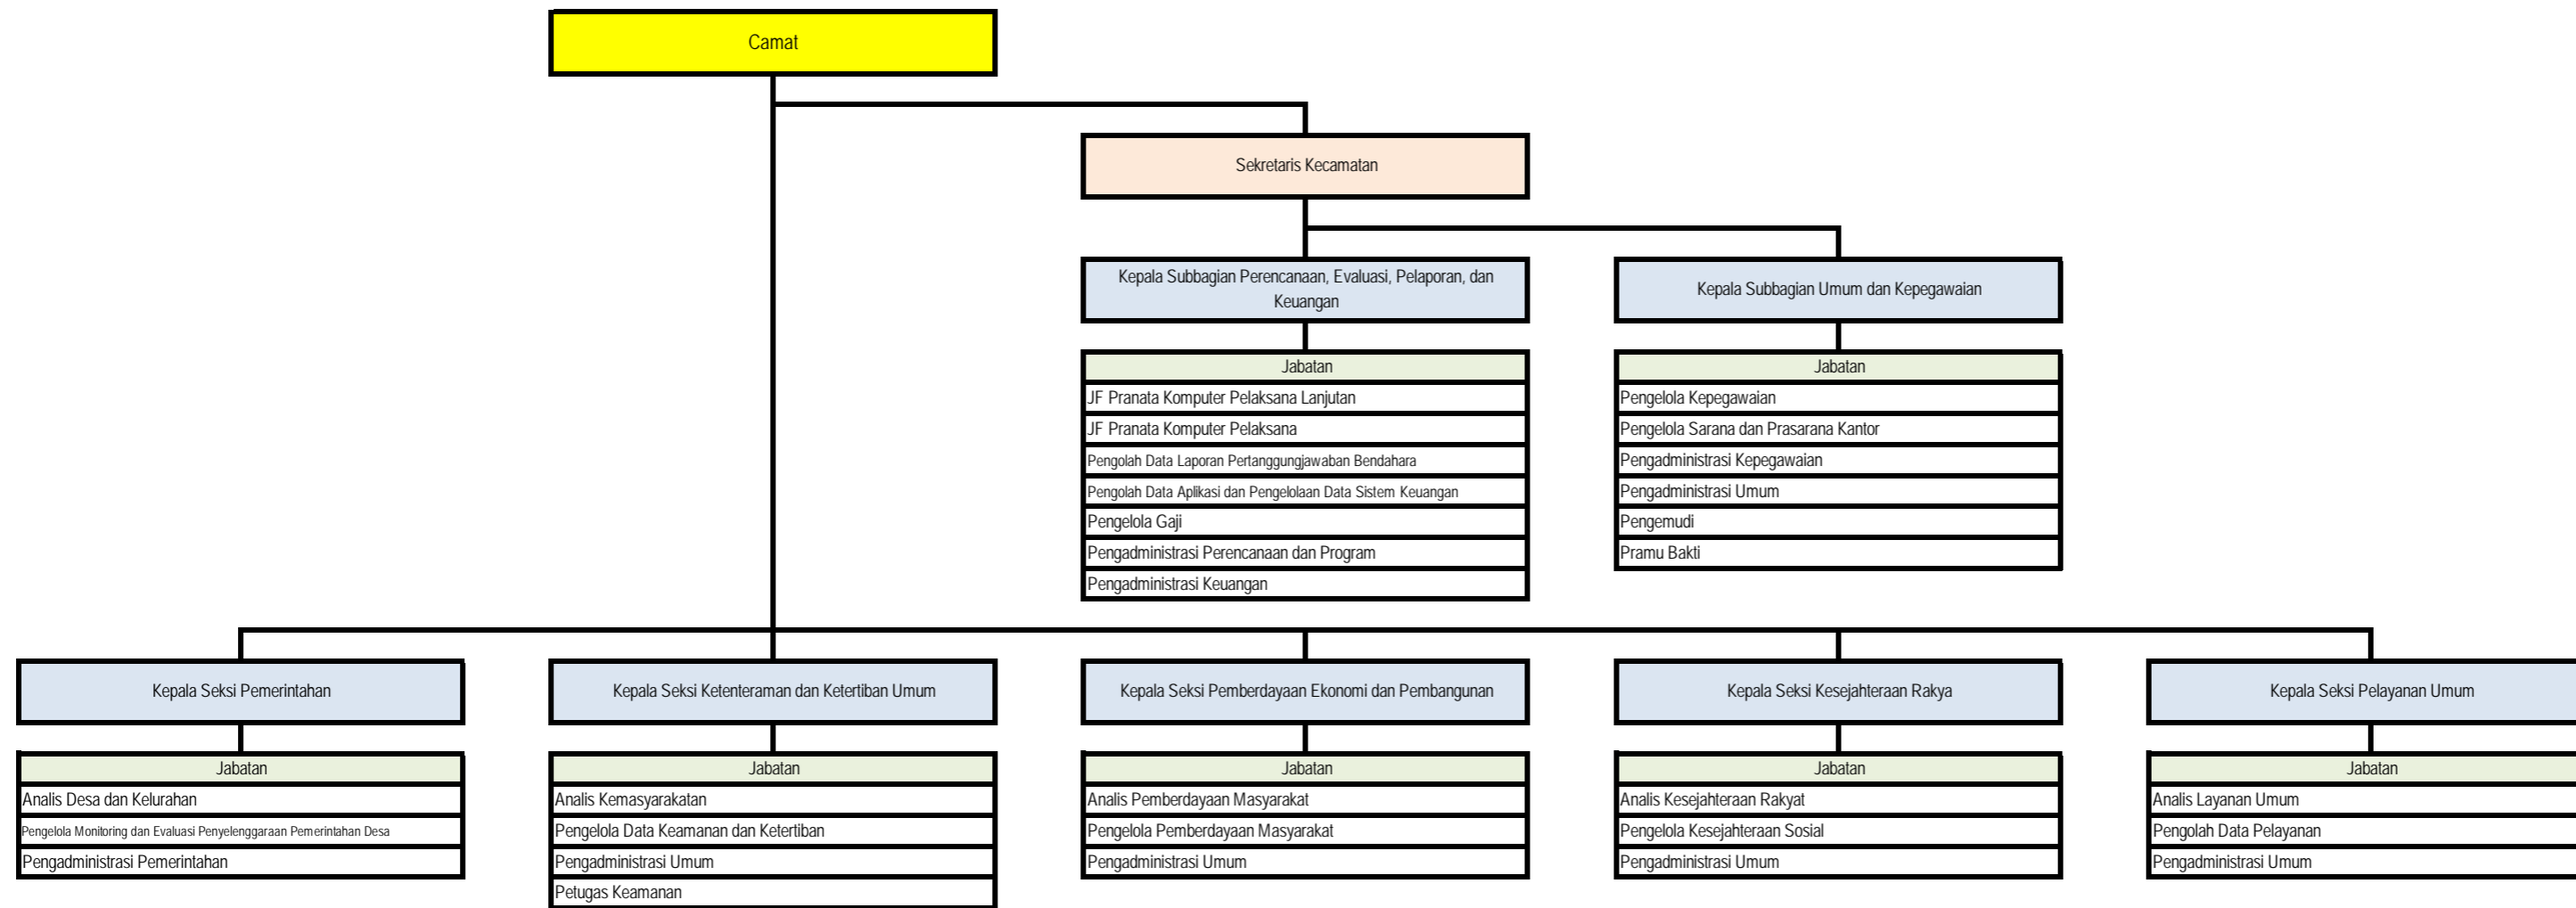 Camat
Sekretaris Kecamatan
Kepala Subbagian Perencanaan, Evaluasi, Pelaporan, dan
Keuangan
Kepala Subbagian Umum dan Kepegawaian
Jabatan
JF Pranata Komputer Pelaksana Lanjutan
JF Pranata Komputer Pelaksana
Pengolah Data Laporan Pertanggungjawaban Bendahara
Pengolah Data Aplikasi dan Pengelolaan Data Sistem Keuangan
Pengelola Gaji
Pengadministrasi Perencanaan dan Program
Pengadministrasi Keuangan
Jabatan
Pengelola Kepegawaian
Pengelola Sarana dan Prasarana Kantor
Pengadministrasi Kepegawaian
Pengadministrasi Umum
Pengemudi
Pramu Bakti
Kepala Seksi Pemerintahan
Kepala Seksi Ketenteraman dan Ketertiban Umum
Kepala Seksi Pemberdayaan Ekonomi dan Pembangunan
Kepala Seksi Kesejahteraan Rakya
Kepala Seksi Pelayanan Umum
Jabatan
Analis Desa dan Kelurahan
Pengelola Monitoring dan Evaluasi Penyelenggaraan Pemerintahan Desa
Pengadministrasi Pemerintahan
Jabatan
Analis Kemasyarakatan
Pengelola Data Keamanan dan Ketertiban
Pengadministrasi Umum
Petugas Keamanan
Jabatan
Analis Pemberdayaan Masyarakat
Pengelola Pemberdayaan Masyarakat
Pengadministrasi Umum
Jabatan
Analis Kesejahteraan Rakyat
Pengelola Kesejahteraan Sosial
Pengadministrasi Umum
Jabatan
Analis Layanan Umum
Pengolah Data Pelayanan
Pengadministrasi Umum